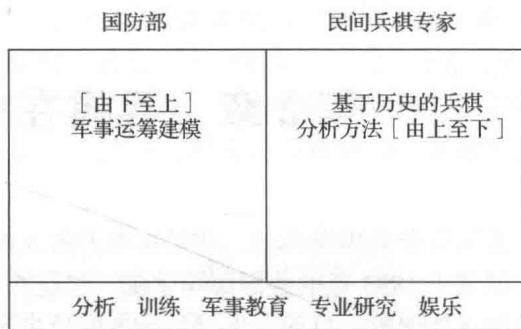 国防部 民间兵棋专家
［由下至上］ 基于历史的兵棋
军事运筹建模 分析方法［由上至下］
分析 训练 军事教育 专业研究 娱乐